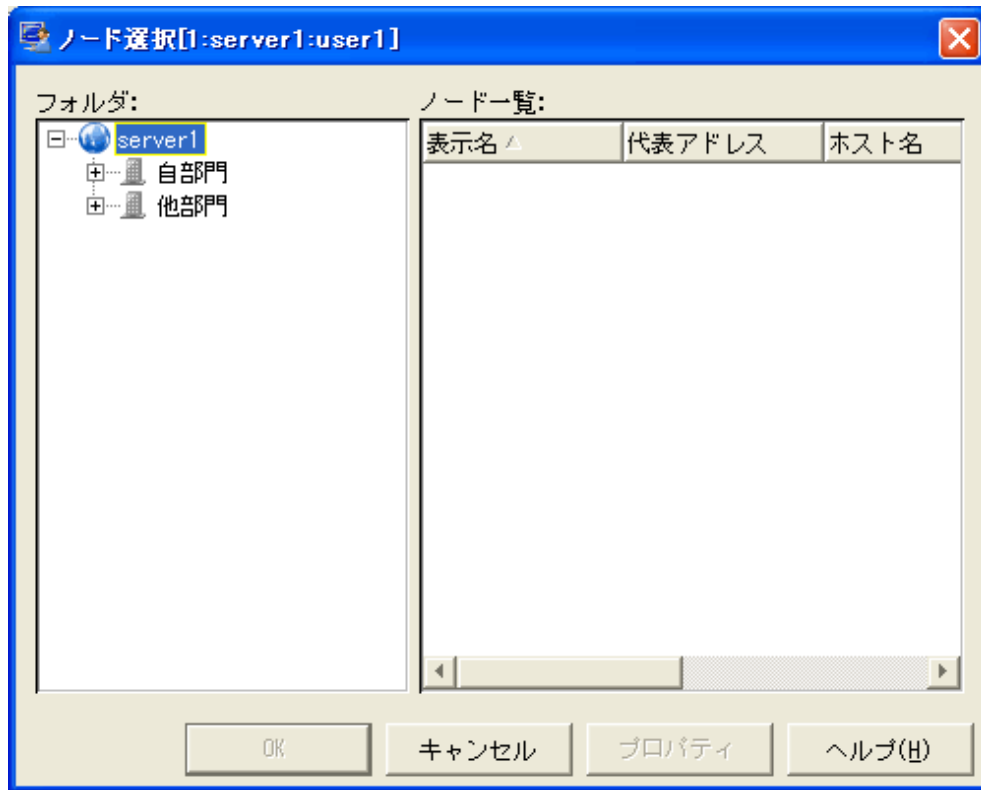 ノード選択[1:server1:user1]
フォルダ:
server1
自部門
他部門
ノード一覧:
表示名 代表アドレス ホスト名
OK キャンセル プロパティ ヘルプ(H)